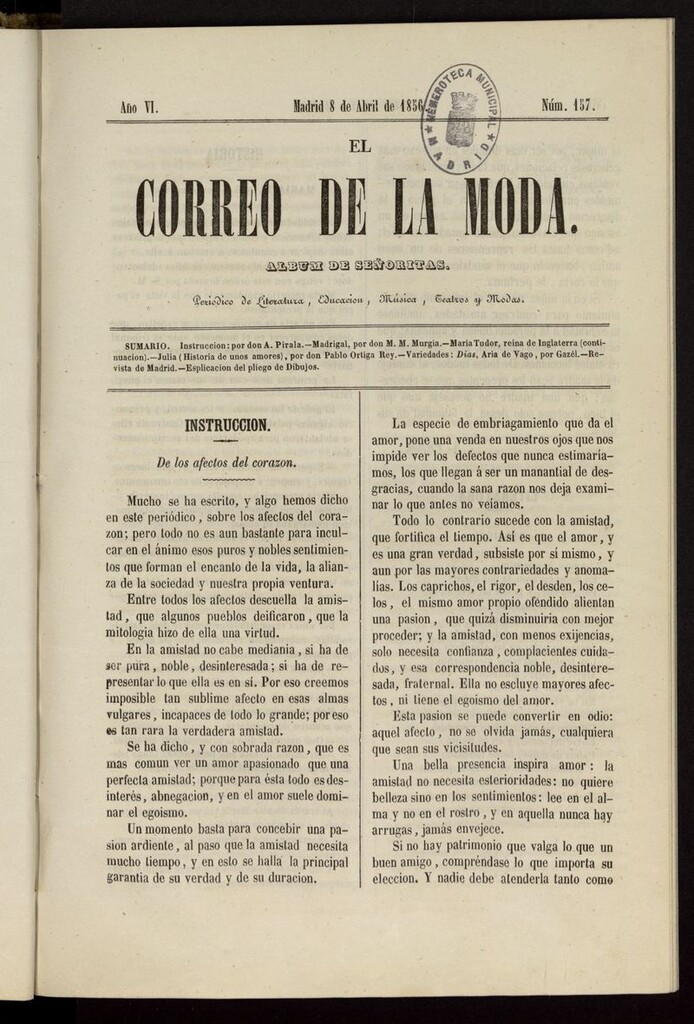 Año VI.
Madrid 8 de Abril de 1856
Núm. 157.
HEMEROTECA MUNICIPAL
MADRID
EL
CORREO DE LA MODA.
ALBUM DE SEÑORITAS.
Periódico de Literatura, Educacion, Música, Teatros y Modas.
SUMARIO. Instruccion: por don A. Pirala.—Madrigal, por don M. M. Murgia.—Maria Tudor, reina de Inglaterra (conti-
nuacion).—Julia (Historia de unos amores), por don Pablo Ortiga Rey.—Variedades: Dias, Aria de Vago, por Gazél.—Re-
vista de Madrid.—Esplicacion del pliego de Dibujos.
INSTRUCCION.
De los afectos del corazon.
Mucho se ha escrito, y algo hemos dicho
en este periódico, sobre los afectos del cora-
zon; pero todo no es aun bastante para incul-
car en el ánimo esos puros y nobles sentimien-
tos que forman el encanto de la vida, la alian-
za de la sociedad y nuestra propia ventura.
Entre todos los afectos descuella la amis-
tad, que algunos pueblos deificaron, que la
mitologia hizo de ella una virtud.
En la amistad no cabe mediania, si ha de
ser pura, noble, desinteresada; si ha de re-
presentar lo que ella es en sí. Por eso creemos
imposible tan sublime afecto en esas almas
vulgares, incapaces de todo lo grande; por eso
es tan rara la verdadera amistad.
Se ha dicho, y con sobrada razon, que es
mas comun ver un amor apasionado que una
perfecta amistad; porque para ésta todo es des-
interés, abnegacion, y en el amor suele domi-
nar el egoismo.
Un momento basta para concebir una pa-
sion ardiente, al paso que la amistad necesita
mucho tiempo, y en esto se halla la principal
garantia de su verdad y de su duracion.
La especie de embriagamiento que da el
amor, pone una venda en nuestros ojos que nos
impide ver los defectos que nunca estimaria-
mos, los que llegan á ser un manantial de des-
gracias, cuando la sana razon nos deja exami-
nar lo que antes no veíamos.
Todo lo contrario sucede con la amistad,
que fortifica el tiempo. Así es que el amor, y
es una gran verdad, subsiste por sí mismo, y
aun por las mayores contrariedades y anoma-
lias. Los caprichos, el rigor, el desden, los ce-
los, el mismo amor propio ofendido alientan
una pasion, que quizá disminuiria con mejor
proceder; y la amistad, con menos exijencias,
solo necesita confianza, complacientes cuida-
dos, y esa correspondencia noble, desintere-
sada, fraternal. Ella no escluye mayores afec-
tos, ni tiene el egoismo del amor.
Esta pasion se puede convertir en odio:
aquel afecto, no se olvida jamás, cualquiera
que sean sus vicisitudes.
Una bella presencia inspira amor: la
amistad no necesita esterioridades: no quiere
belleza sino en los sentimientos: lee en el al-
ma y no en el rostro, y en aquella nunca hay
arrugas, jamás envejece.
Si no hay patrimonio que valga lo que un
buen amigo, compréndase lo que importa su
eleccion. Y nadie debe atenderla tanto como